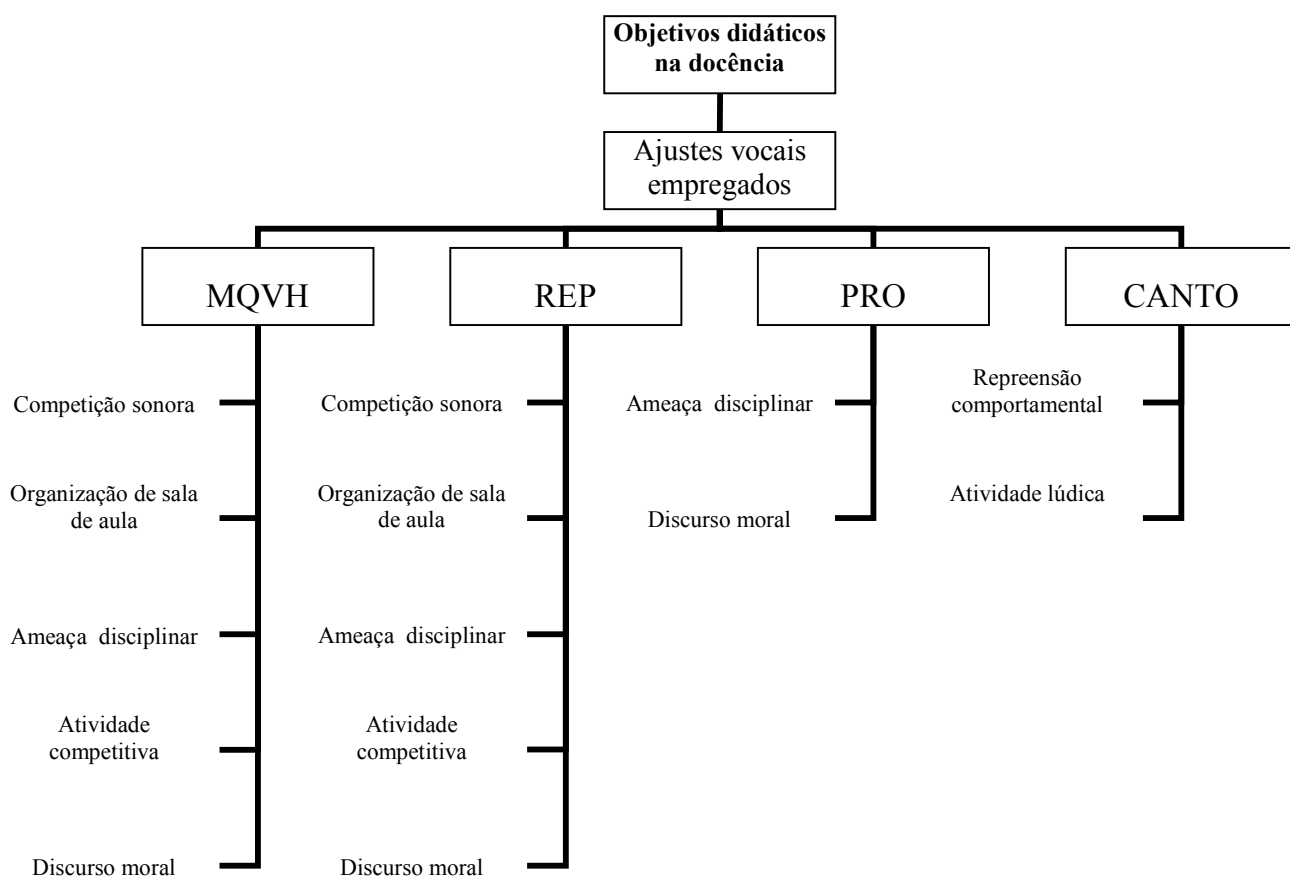 Objetivos didáticos
na docência
Ajustes vocais
empregados
MQVH
REP
PRO
CANTO
Competição sonora
Organização de sala
de aula
Ameaça disciplinar
Atividade
competitiva
Discurso moral
Competição sonora
Organização de sala
de aula
Ameaça disciplinar
Atividade
competitiva
Discurso moral
Ameaça disciplinar
Discurso moral
Repreensão
comportamental
Atividade lúdica